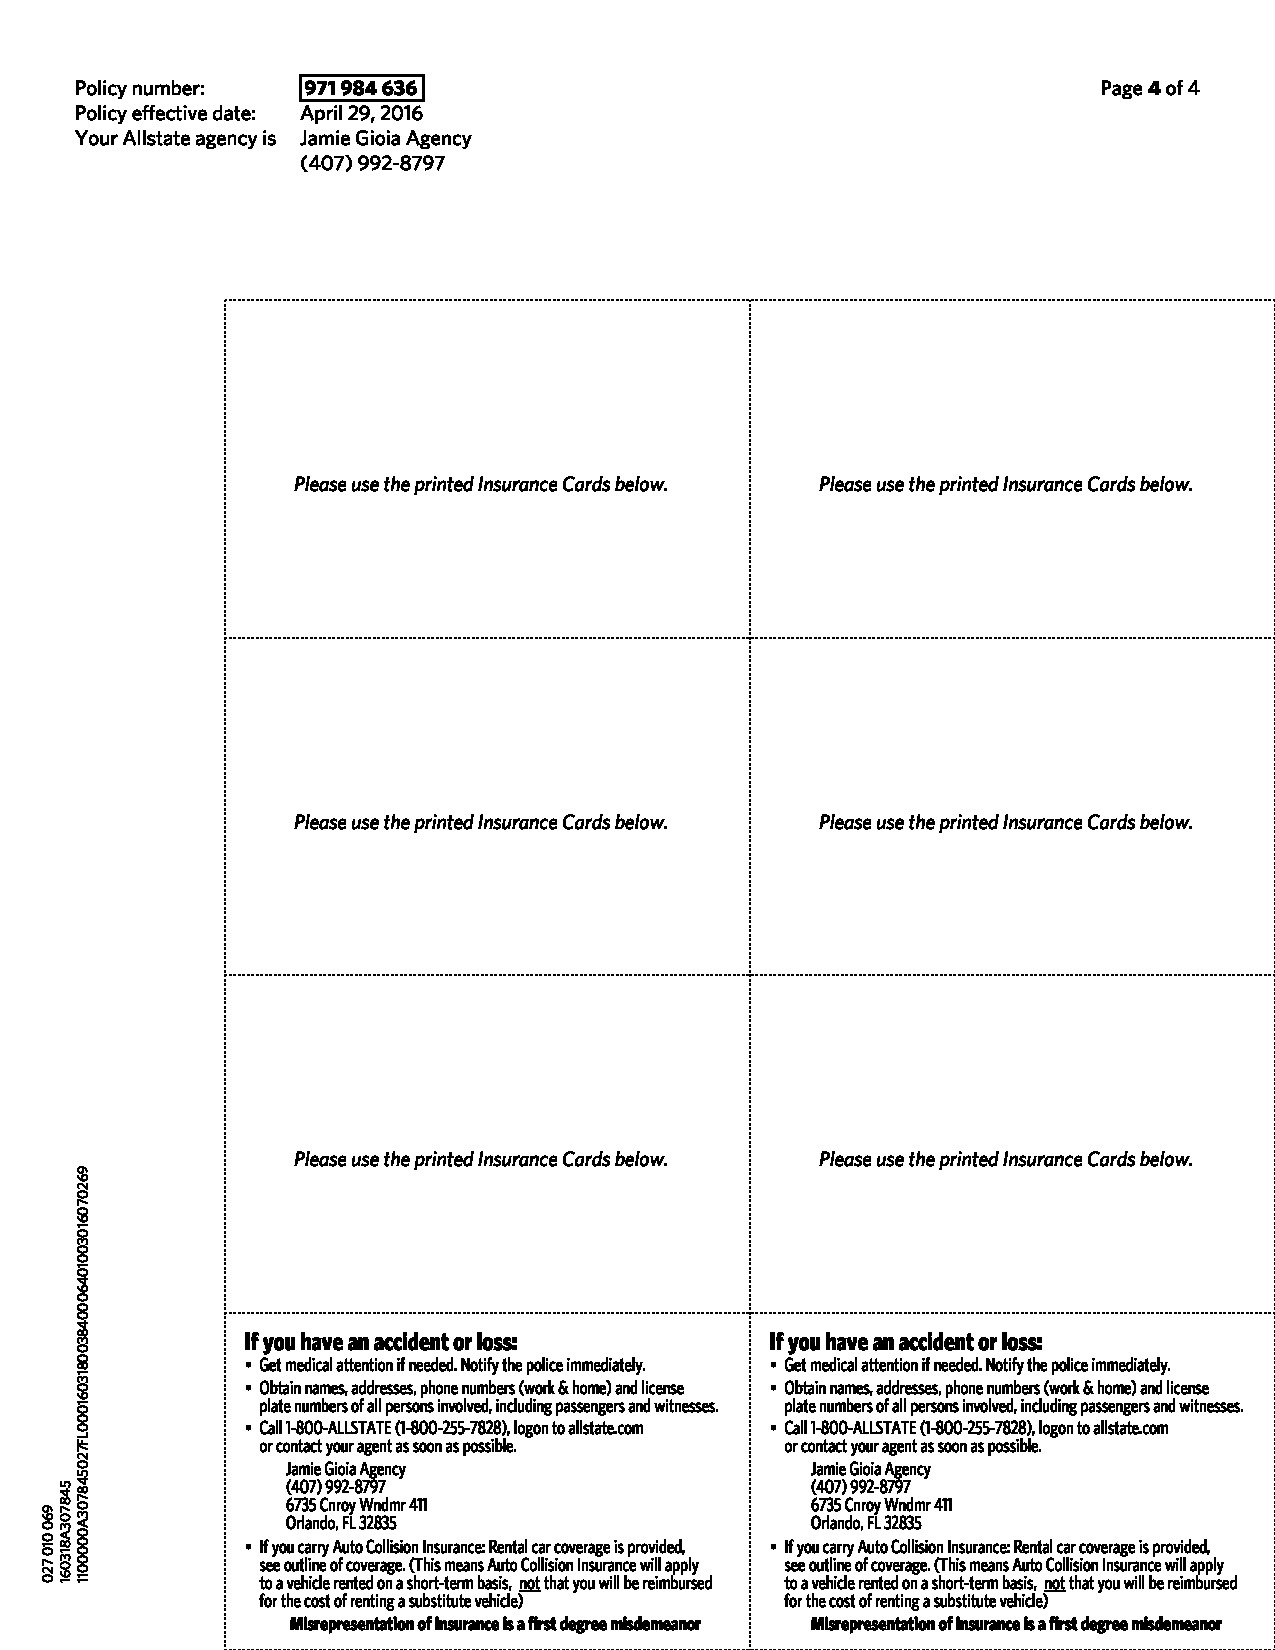 Policy number: 971 984 636 Page 4 of 4
Policy effective date: April 29, 2016
Your Allstate agency is Jamie Gioia Agency
(407) 992-8797
Please use the printed Insurance Cards below. Please use the printed Insurance Cards below.
Please use the printed Insurance Cards below. Please use the printed Insurance Cards below.
Please use the printed Insurance Cards below. Please use the printed Insurance Cards below.
If you have an accident or loss:
▪ Get medical attention if needed. Notify the police immediately.
▪ Obtain names, addresses, phone numbers (work & home) and license
plate numbers of all persons involved, including passengers and witnesses.
▪ Call 1-800-ALLSTATE (1-800-255-7828), logon to allstate.com
or contact your agent as soon as possible.
Jamie Gioia Agency
(407) 992-8797
6735 Cnroy Wndmr 411
Orlando, FL 32835
▪ If you carry Auto Collision Insurance: Rental car coverage is provided,
see outline of coverage. (This means Auto Collision Insurance will apply
to a vehicle rented on a short-term basis, not that you will be reimbursed
for the cost of renting a substitute vehicle)
Misrepresentation of Insurance is a first degree misdemeanor
If you have an accident or loss:
▪ Get medical attention if needed. Notify the police immediately.
▪ Obtain names, addresses, phone numbers (work & home) and license
plate numbers of all persons involved, including passengers and witnesses.
▪ Call 1-800-ALLSTATE (1-800-255-7828), logon to allstate.com
or contact your agent as soon as possible.
Jamie Gioia Agency
(407) 992-8797
6735 Cnroy Wndmr 411
Orlando, FL 32835
▪ If you carry Auto Collision Insurance: Rental car coverage is provided,
see outline of coverage. (This means Auto Collision Insurance will apply
to a vehicle rented on a short-term basis, not that you will be reimbursed
for the cost of renting a substitute vehicle)
Misrepresentation of Insurance is a first degree misdemeanor
027 010 069
160318A307845
1100000A307845027FL00016031800384000640100301607​0269